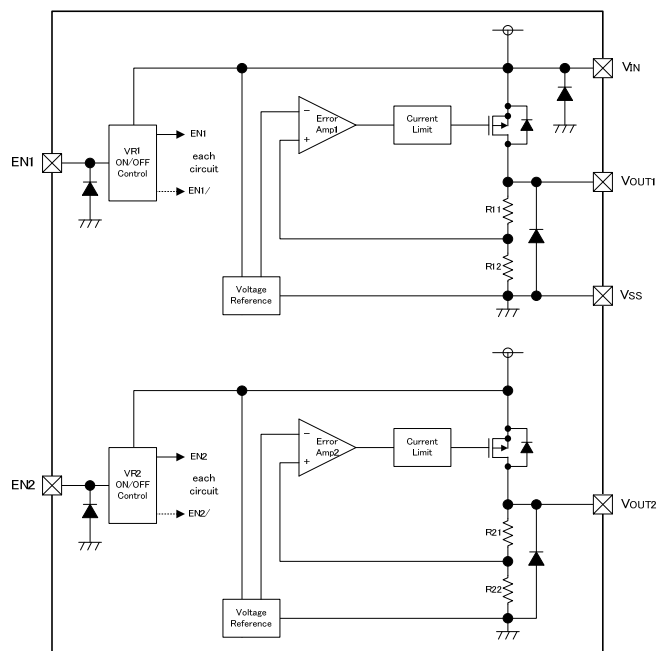 VIN
EN1
VR1
ON/OFF
Control
EN1
each
circuit
EN1/
−
+
Error
Amp1
Current
Limit
VOUT1
R11
R12
Voltage
Reference
VSS
EN2
VR2
ON/OFF
Control
EN2
each
circuit
EN2/
−
+
Error
Amp2
Current
Limit
VOUT2
R21
R22
Voltage
Reference